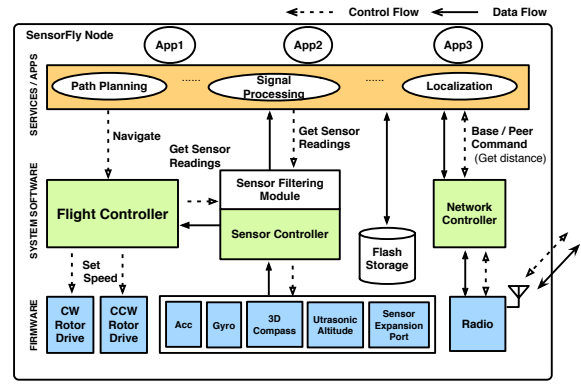 Control Flow
Data Flow
SensorFly Node
App1
App2
App3
SERVICES / APPS
Path Planning
......
Signal
Processing
......
Localization
Navigate
Get Sensor
Readings
Get Sensor
Readings
Base / Peer
Command
(Get distance)
SYSTEM SOFTWARE
Flight Controller
Sensor Filtering
Module
Sensor Controller
Flash
Storage
Network
Controller
Set
Speed
FIRMWARE
CW
Rotor
Drive
CCW
Rotor
Drive
Acc
Gyro
3D
Compass
Utrasonic
Altitude
Sensor
Expansion
Port
Radio